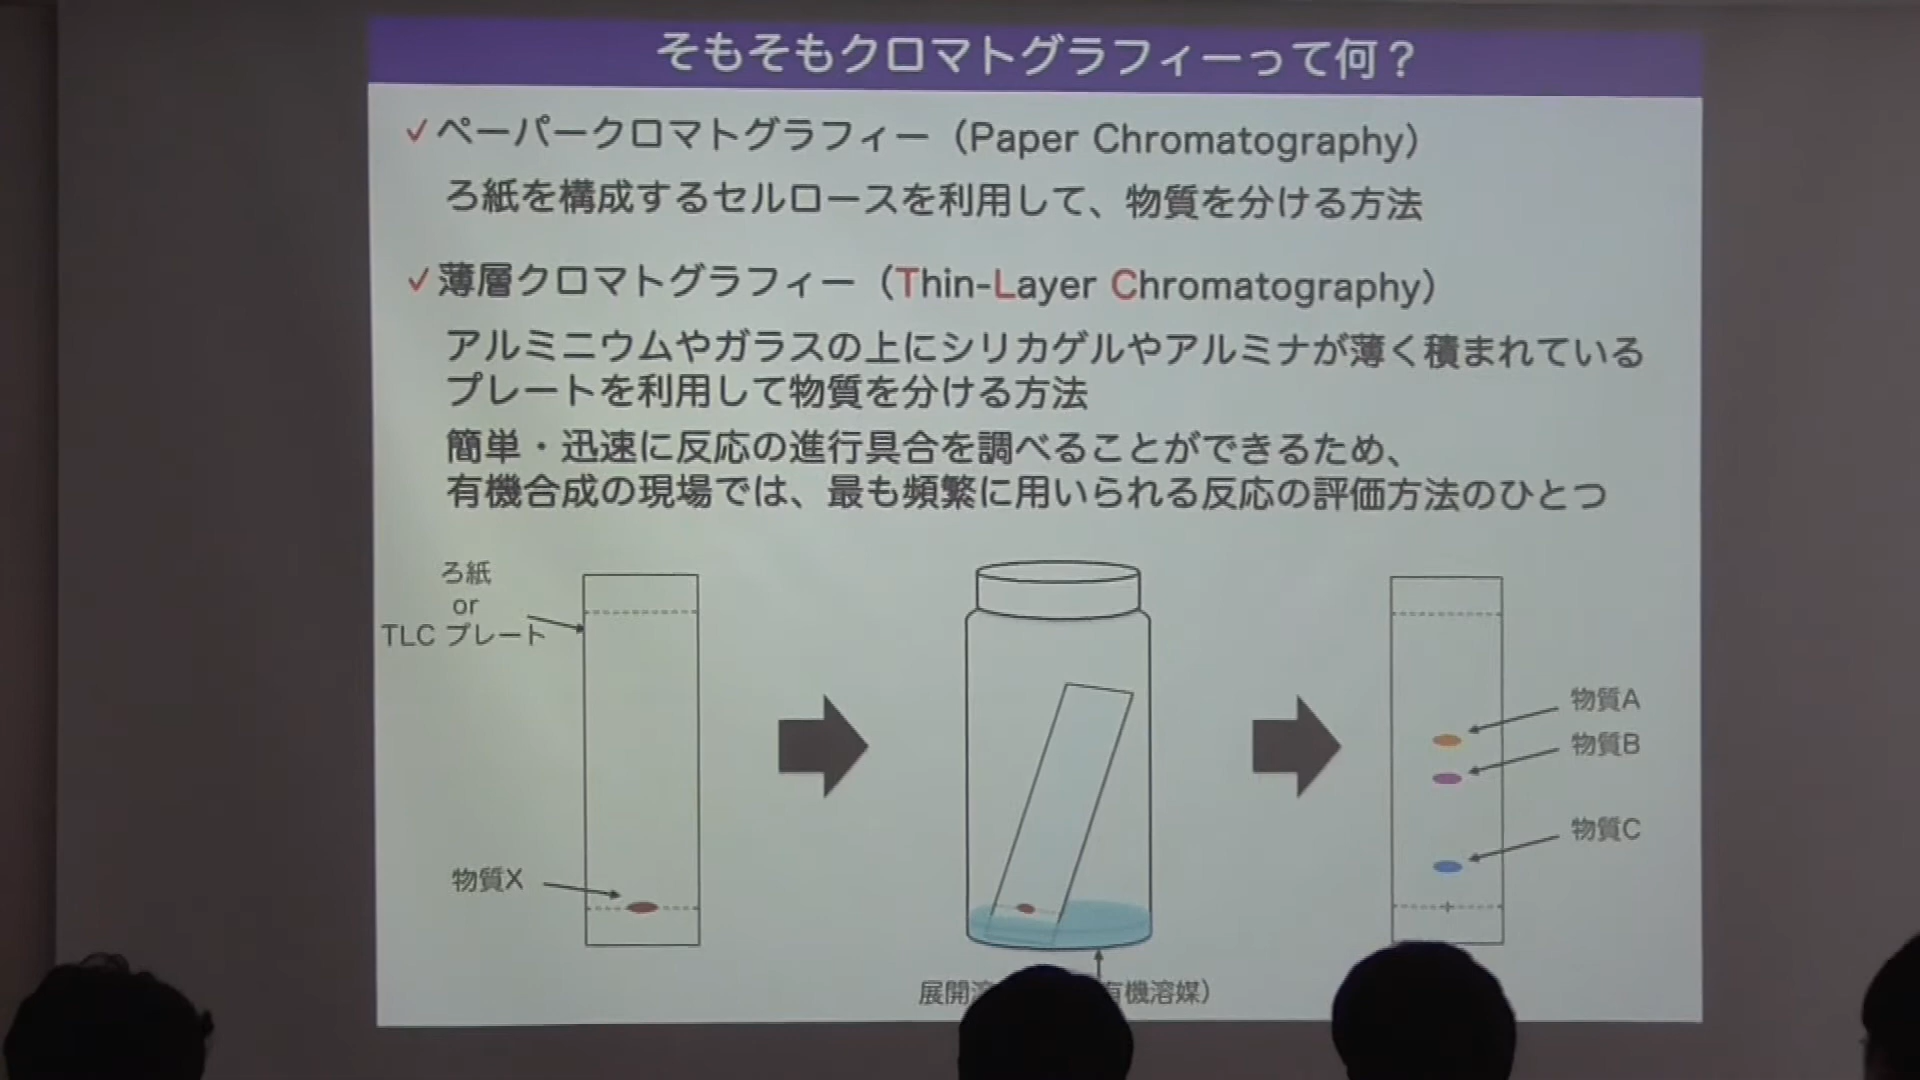 そもそもクロマトグラフィーって何？
✓ペーパークロマトグラフィー（Paper Chromatography）
ろ紙を構成するセルロースを利用して、物質を分ける方法
✓薄層クロマトグラフィー（Thin-Layer Chromatography）
アルミニウムやガラスの上にシリカゲルやアルミナが薄く積まれている
プレートを利用して物質を分ける方法
簡単・迅速に反応の進行具合を調べることができるため、
有機合成の現場では、最も頻繁に用いられる反応の評価方法のひとつ
ろ紙
or
TLC プレート
物質X
展開溶 有機溶媒）
物質A
物質B
物質C